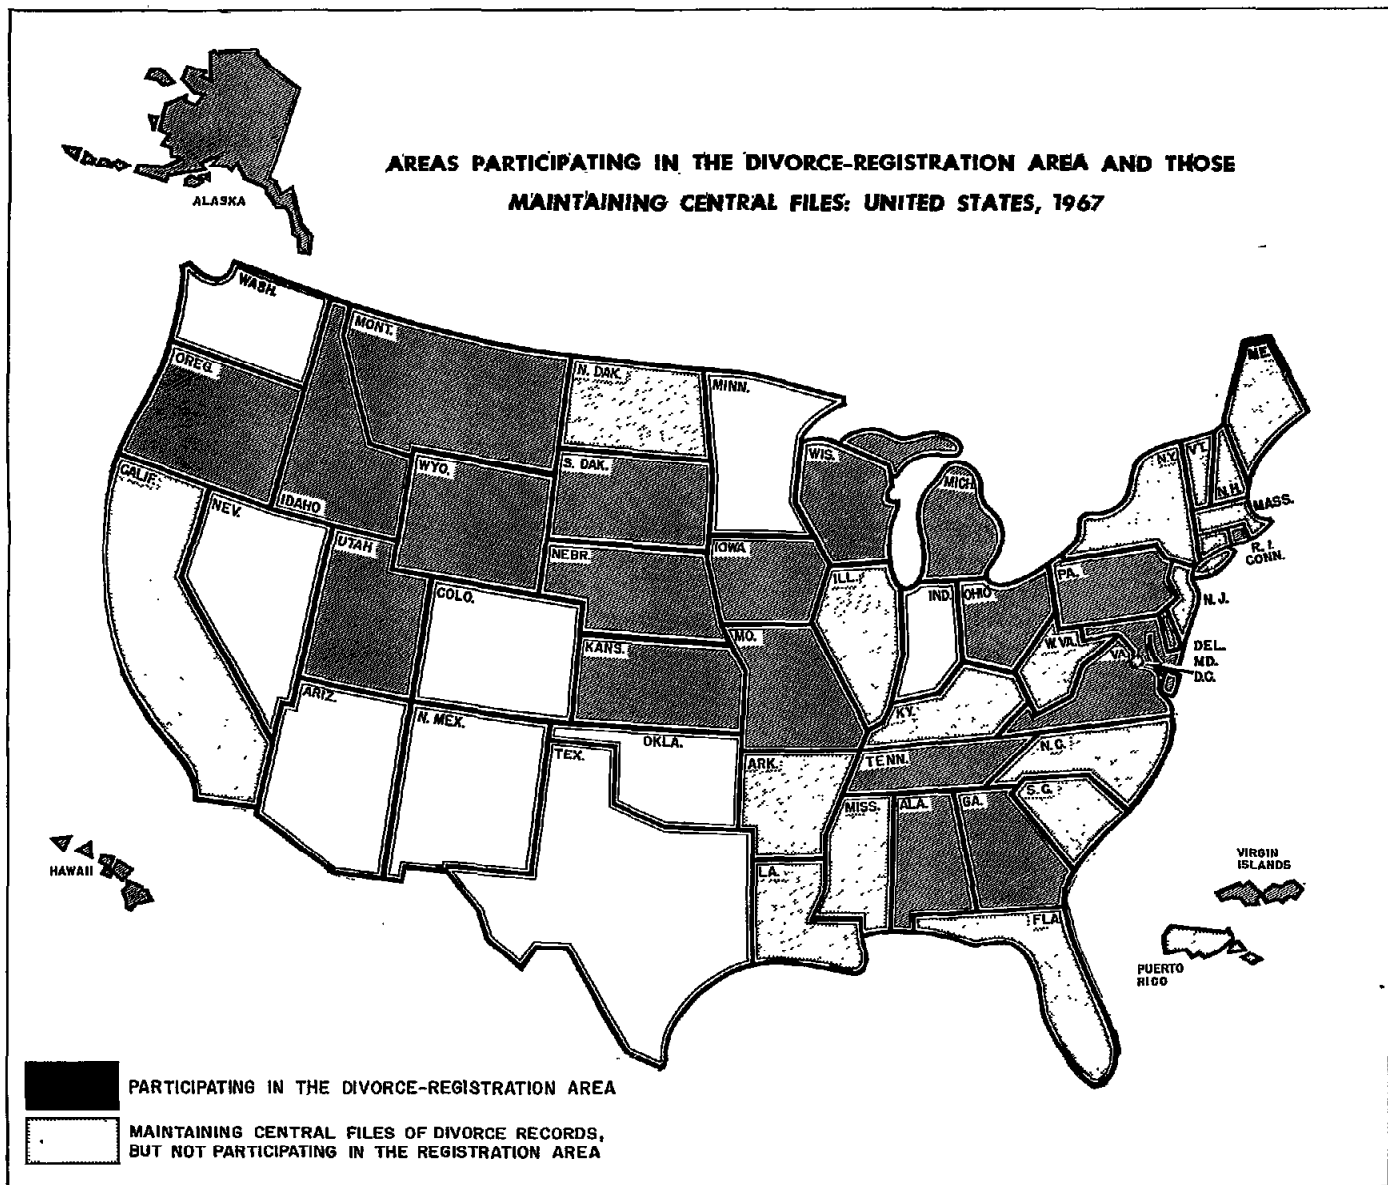 AREAS PARTICIPATING IN THE DIVORCE-REGISTRATION AREA AND THOSE
MAINTAINING CENTRAL FILES: UNITED STATES, 1967
ALASKA
WASH.
MONT.
OREG.
N. DAK.
MINN.
ME.
WIS.
N.Y.
VT.
WYO.
S. DAK.
CALIF.
MICH.
IDAHO
NEV.
N.H.
MASS.
UTAH
NEBR.
IOWA
R. I.
CONN.
ILL.
PA.
COLO.
IND.
OHIO
N. J.
MO.
W. VA.
VA.
KANS.
DEL.
MD.
D.C.
ARIZ.
N. MEX.
KY.
OKLA.
N.C.
TEX.
ARK.
TENN.
S.C.
MISS.
ALA.
GA.
HAWAII
LA.
VIRGIN
ISLANDS
FLA.
PUERTO
RICO
PARTICIPATING IN THE DIVORCE-REGISTRATION AREA
MAINTAINING CENTRAL FILES OF DIVORCE RECORDS,
BUT NOT PARTICIPATING IN THE REGISTRATION AREA